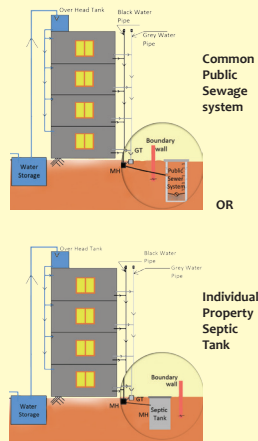 Over Head Tank
Black Water
Pipe
Grey Water
Pipe
Common
Public
Sewage
system
Boundary
wall
GT
MH
Public
Sewer
System
Water
Storage
OR
Over Head Tank
Black Water
Pipe
Grey Water
Pipe
Individual
Property
Septic
Tank
Boundary
wall
GT
MH
MH
Septic
Tank
Water
Storage